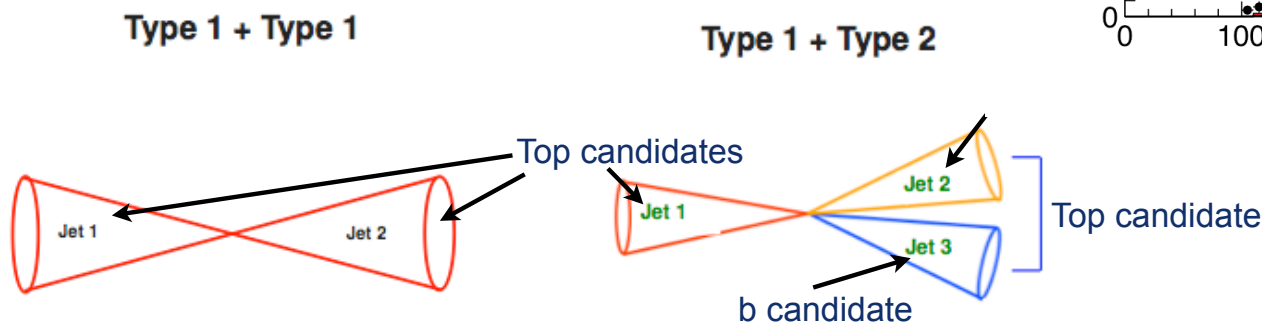 Type 1 + Type 1
Type 1 + Type 2
0
0
100
Top candidates
Jet 1
Jet 2
Jet 1
Jet 2
Jet 3
Top candidate
b candidate